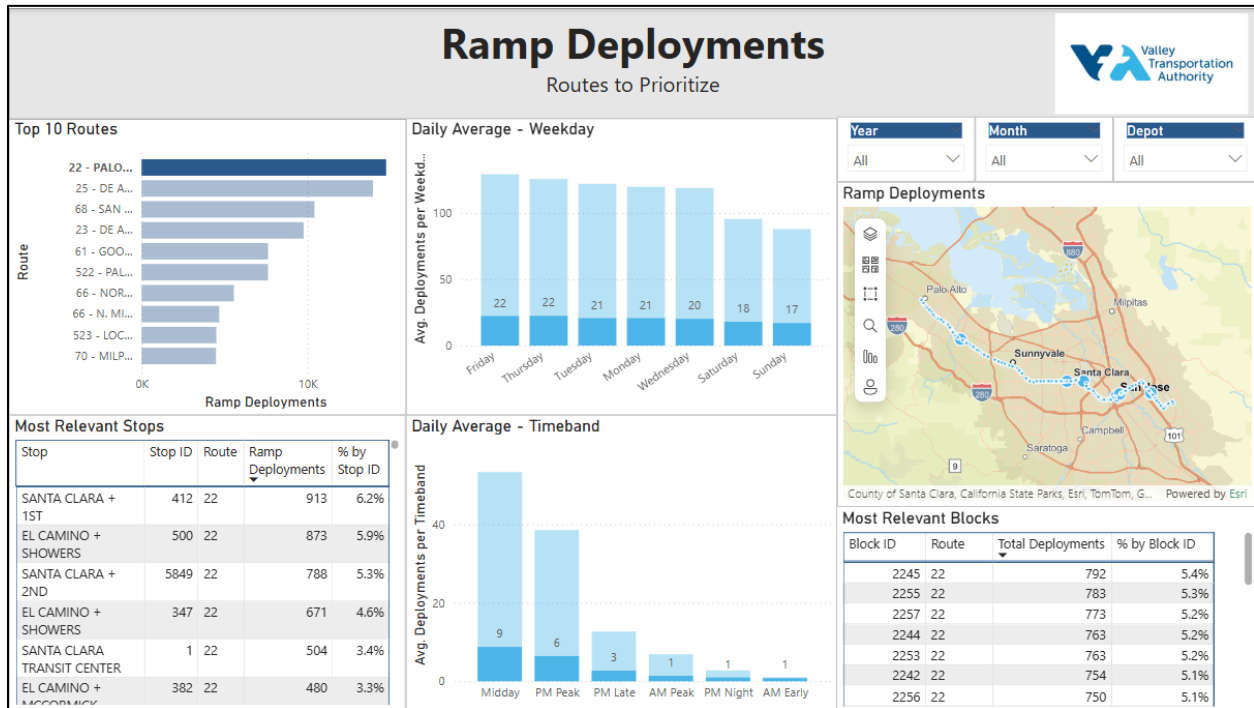 Ramp Deployments
Routes to Prioritize
Valley
Transportation
Authority
Top 10 Routes
22 - PALO...
25 - DE A...
68 - SAN ...
23 - DE A...
61 - GOO...
522 - PAL...
66 - NOR...
66 - N. MI...
523 - LOC...
70 - MILP...
Route
0K 10K
Ramp Deployments
Daily Average - Weekday
Avg. Deployments per Weekd...
100
50
0
22 22 21 21 20 18 17
Friday Thursday Tuesday Monday Wednesday Saturday Sunday
Year Month Depot
All All All
Ramp Deployments
680
Palo Alto
Milpitas
280
Sunnyvale
Santa Clara
San Jose
280
Campbell
101
Saratoga
9
County of Santa Clara, California State Parks, Esri, TomTom, G... Powered by Esri
Most Relevant Stops
Stop Stop ID Route Ramp Deployments % by Stop ID
SANTA CLARA + 1ST 412 22 913 6.2%
EL CAMINO + SHOWERS 500 22 873 5.9%
SANTA CLARA + 2ND 5849 22 788 5.3%
EL CAMINO + SHOWERS 347 22 671 4.6%
SANTA CLARA TRANSIT CENTER 1 22 504 3.4%
EL CAMINO + MCCORMICK 382 22 480 3.3%
Daily Average - Timeband
Avg. Deployments per Timeband
40
20
0
9 6 3 1 1 1
Midday PM Peak PM Late AM Peak PM Night AM Early
Most Relevant Blocks
Block ID Route Total Deployments % by Block ID
2245 22 792 5.4%
2255 22 783 5.3%
2257 22 773 5.2%
2244 22 763 5.2%
2253 22 763 5.2%
2242 22 754 5.1%
2256 22 750 5.1%